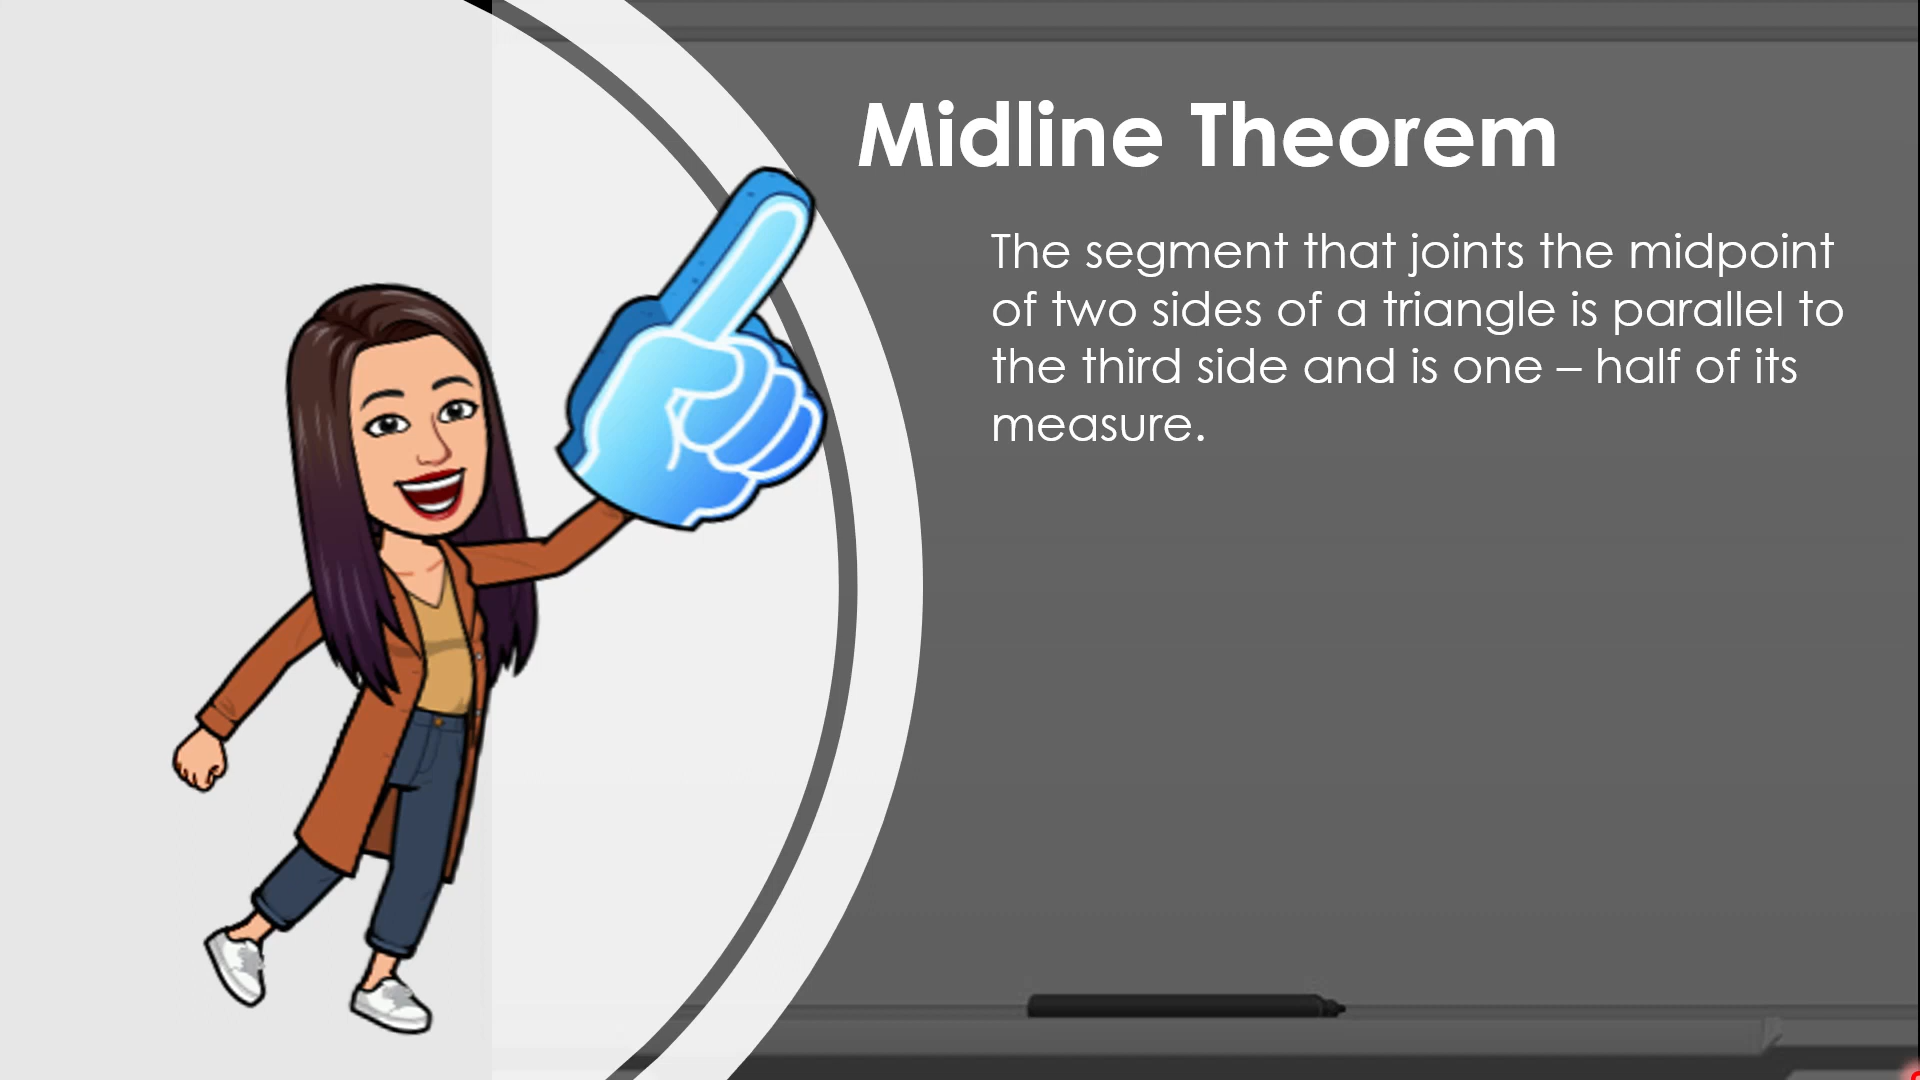 Midline Theorem
The segment that joints the midpoint
of two sides of a triangle is parallel to
the third side and is one – half of its
measure.